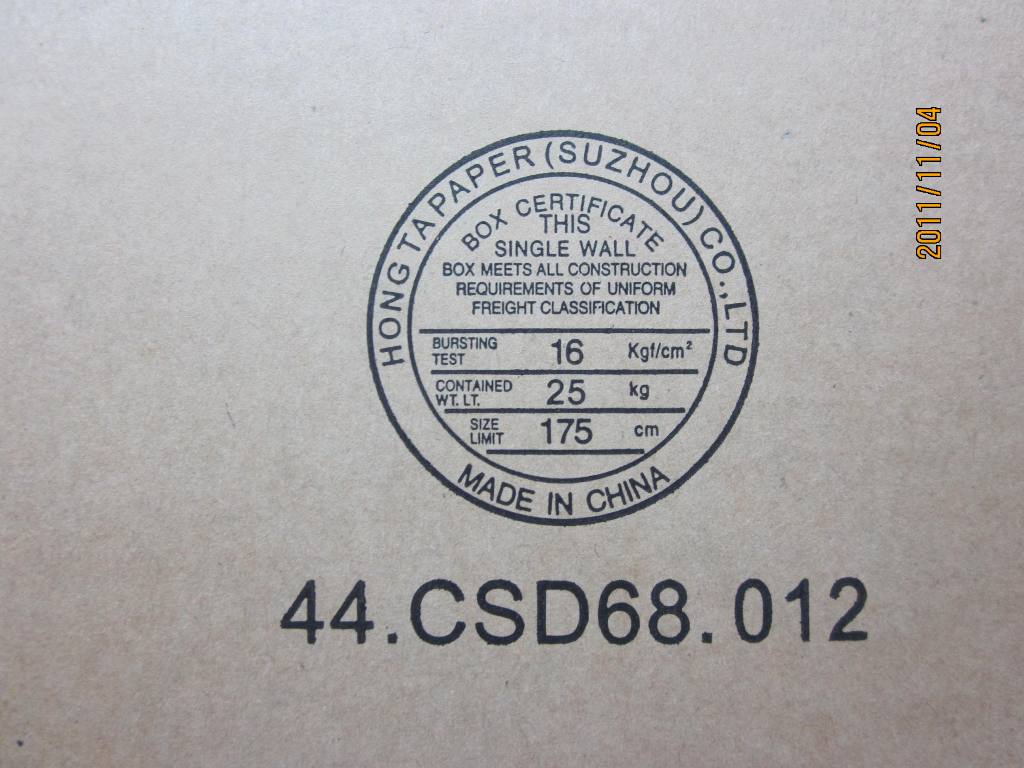 HONG TA PAPER (SUZHOU) CO.,LTD
BOX CERTIFICATE
THIS
SINGLE WALL
BOX MEETS ALL CONSTRUCTION
REQUIREMENTS OF UNIFORM
FREIGHT CLASSIFICATION
BURSTING TEST 16 Kgf/cm²
CONTAINED WT. LT. 25 kg
SIZE LIMIT 175 cm
MADE IN CHINA
44.CSD68.012
2011/11/04